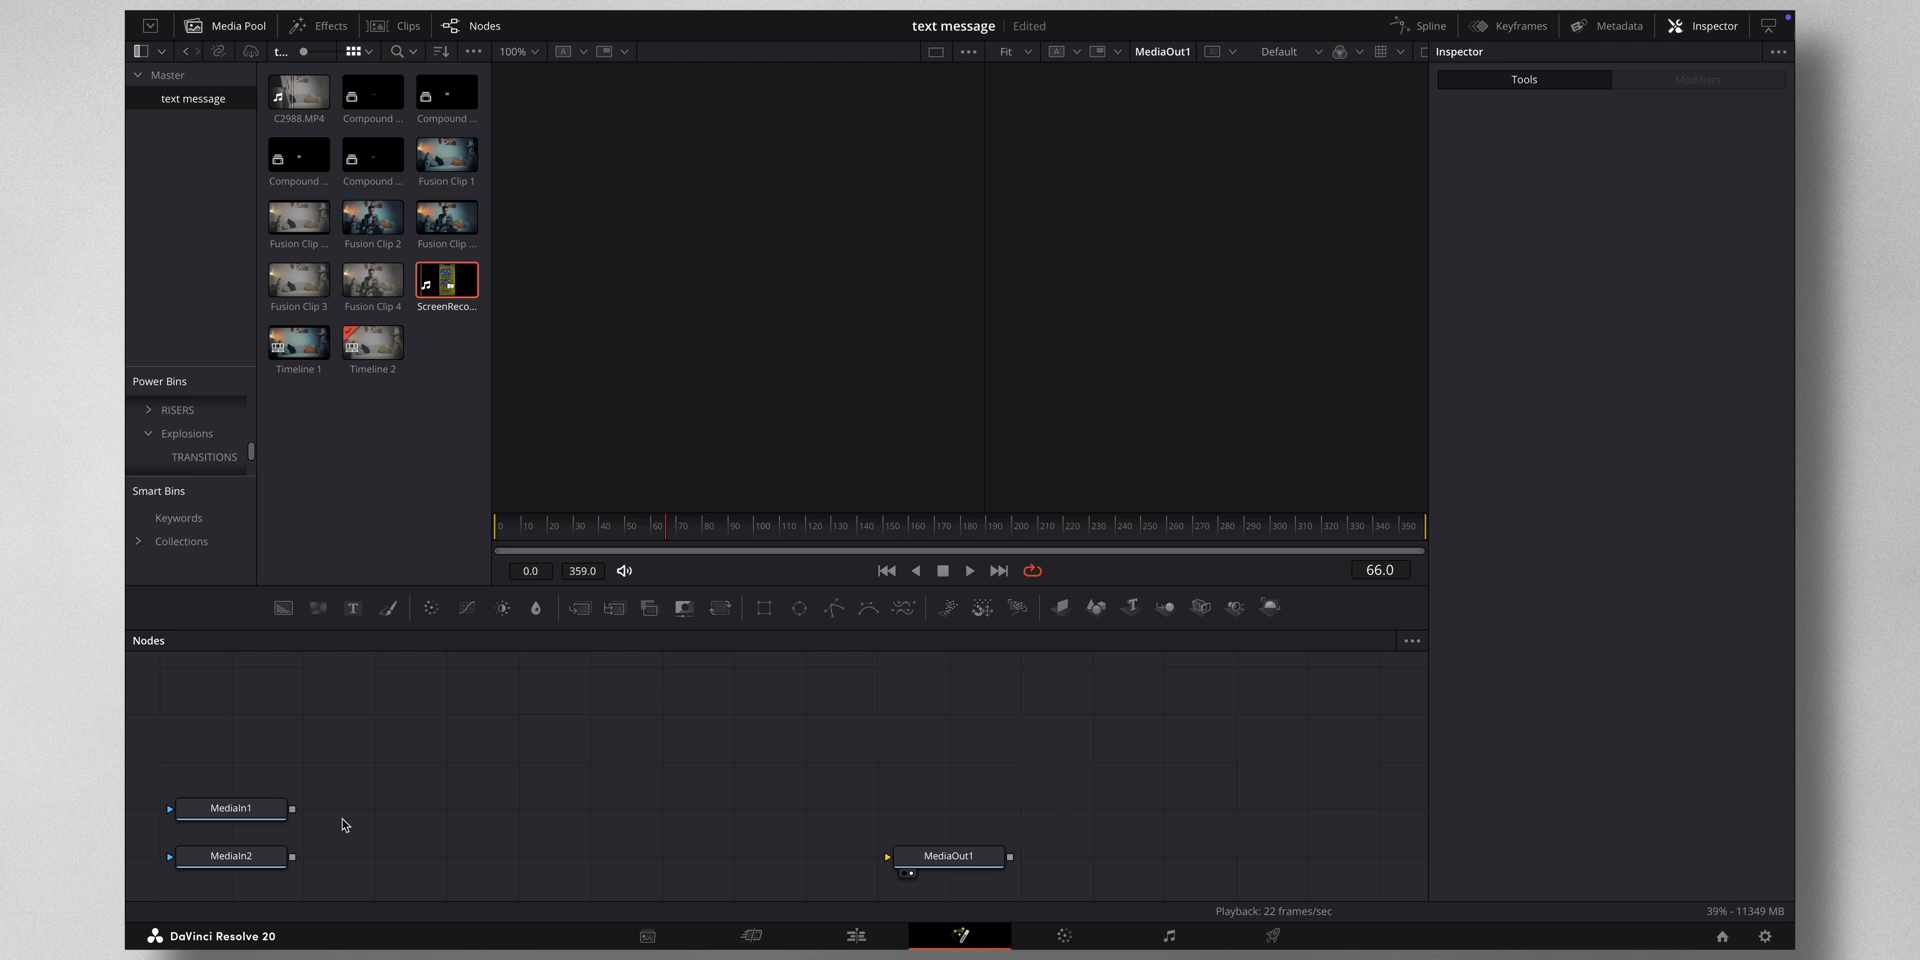 Media Pool Effects Clips Nodes text message Edited Spline Keyframes Metadata Inspector
t... 100% Fit MediaOut1 Default Inspector
Master
text message
Tools Modifiers
C2988.MP4 Compound ... Compound ...
Compound ... Compound ... Fusion Clip 1
Fusion Clip ... Fusion Clip 2 Fusion Clip ...
Fusion Clip 3 Fusion Clip 4 ScreenReco...
Timeline 1 Timeline 2
Power Bins
RISERS
Explosions
TRANSITIONS
Smart Bins
Keywords
Collections
0 10 20 30 40 50 60 70 80 90 100 110 120 130 140 150 160 170 180 190 200 210 220 230 240 250 260 270 280 290 300 310 320 330 340 350
0.0 359.0 66.0
Nodes
MediaIn1
MediaIn2
MediaOut1
Playback: 22 frames/sec 39% - 11349 MB
DaVinci Resolve 20